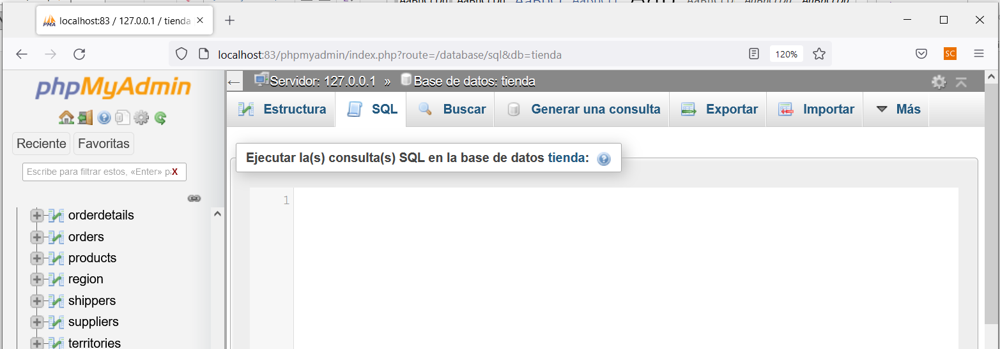 localhost:83 / 127.0.0.1 / tienda
localhost:83/phpmyadmin/index.php?route=/database/sql&db=tienda
120%
SC
phpMyAdmin
Reciente
Favoritas
Escribe para filtrar estos, «Enter» pa
X
orderdetails
orders
products
region
shippers
suppliers
territories
Servidor: 127.0.0.1 » Base de datos: tienda
Estructura
SQL
Buscar
Generar una consulta
Exportar
Importar
Más
Ejecutar la(s) consulta(s) SQL en la base de datos tienda:
1